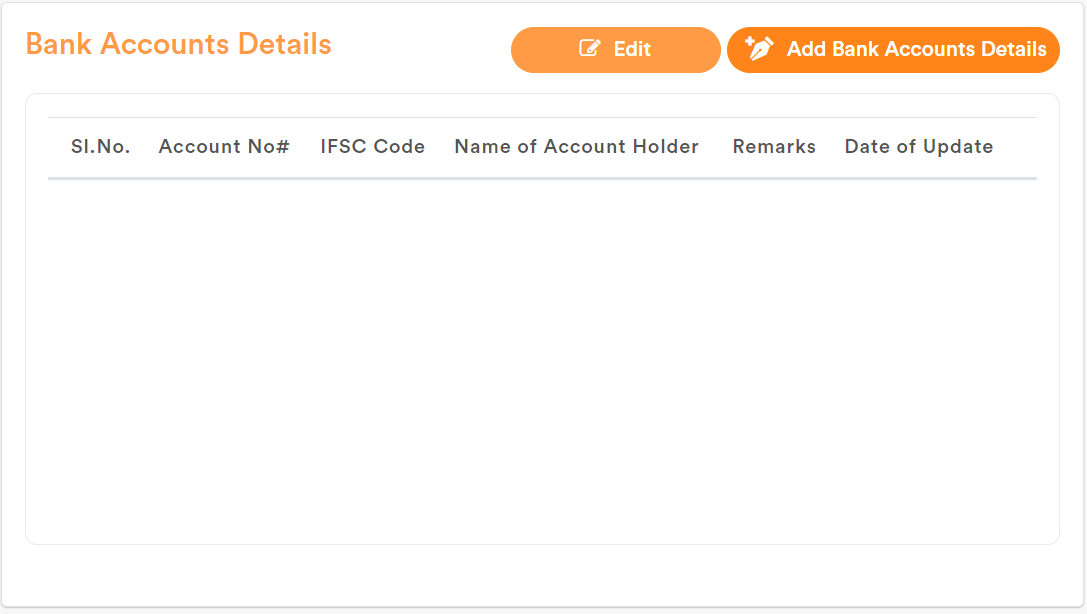 Bank Accounts Details
Edit
Add Bank Accounts Details
Sl.No. Account No# IFSC Code Name of Account Holder Remarks Date of Update